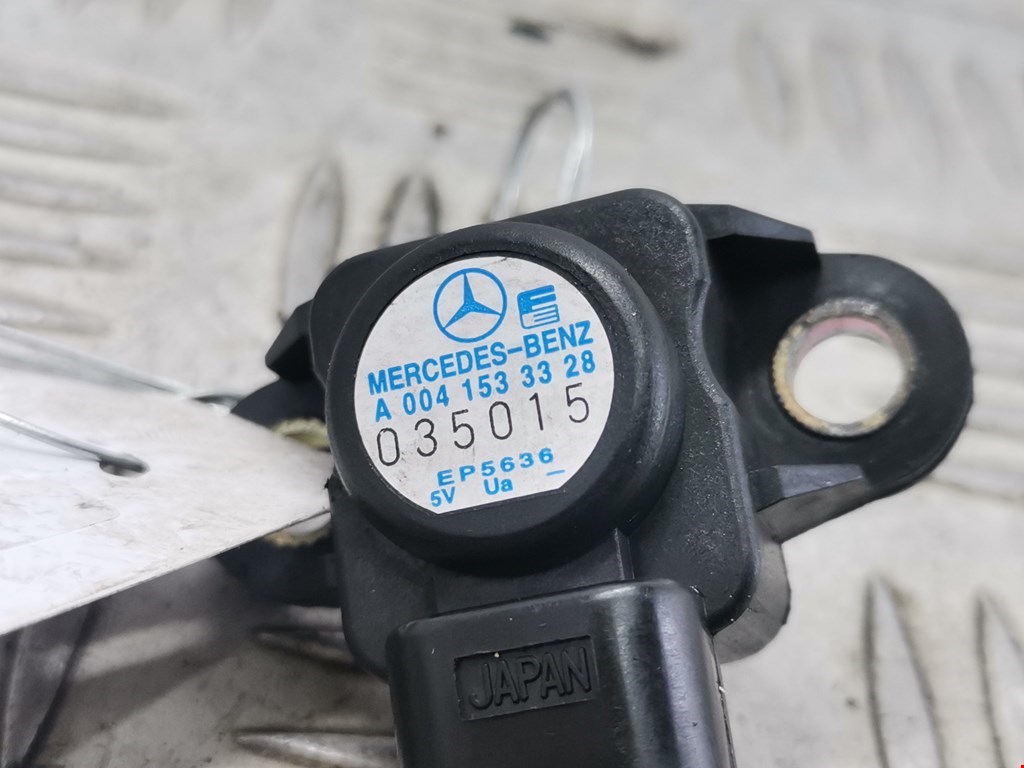 MERCEDES-BENZ
A 004 153 33 28
035015
EP5636
5V Ua –
JAPAN